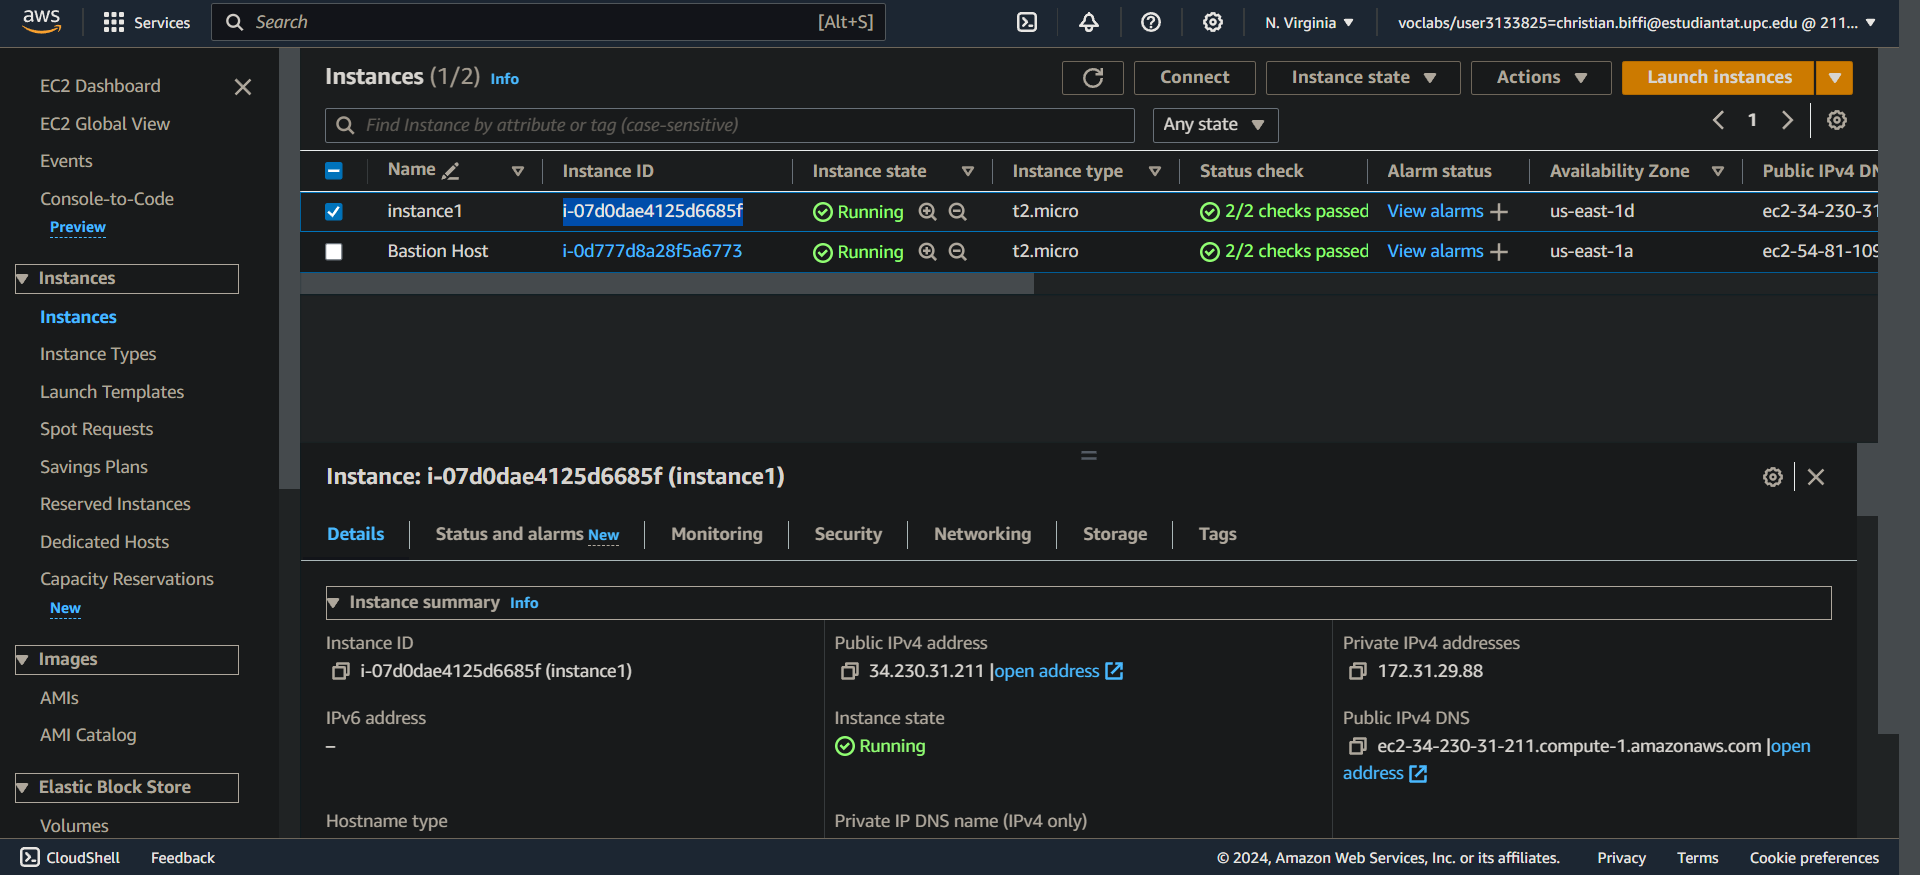 aws
Services
Search
[Alt+S]
N. Virginia
voclabs/user3133825=christian.biffi@estudiantat.upc.edu @ 211...
EC2 Dashboard
EC2 Global View
Events
Console-to-Code
Preview
Instances
Instances
Instance Types
Launch Templates
Spot Requests
Savings Plans
Reserved Instances
Dedicated Hosts
Capacity Reservations
New
Images
AMIs
AMI Catalog
Elastic Block Store
Volumes
Instances (1/2) Info
Connect
Instance state
Actions
Launch instances
Find Instance by attribute or tag (case-sensitive)
Any state
1
Name Instance ID Instance state Instance type Status check Alarm status Availability Zone Public IPv4 DN
instance1 i-07d0dae4125d6685f Running t2.micro 2/2 checks passed View alarms us-east-1d ec2-34-230-31
Bastion Host i-0d777d8a28f5a6773 Running t2.micro 2/2 checks passed View alarms us-east-1a ec2-54-81-109
Instance: i-07d0dae4125d6685f (instance1)
Details Status and alarms New Monitoring Security Networking Storage Tags
Instance summary Info
Instance ID
i-07d0dae4125d6685f (instance1)
Public IPv4 address
34.230.31.211 |open address
Private IPv4 addresses
172.31.29.88
IPv6 address
–
Instance state
Running
Public IPv4 DNS
ec2-34-230-31-211.compute-1.amazonaws.com |open
address
Hostname type
Private IP DNS name (IPv4 only)
CloudShell
Feedback
© 2024, Amazon Web Services, Inc. or its affiliates.
Privacy
Terms
Cookie preferences